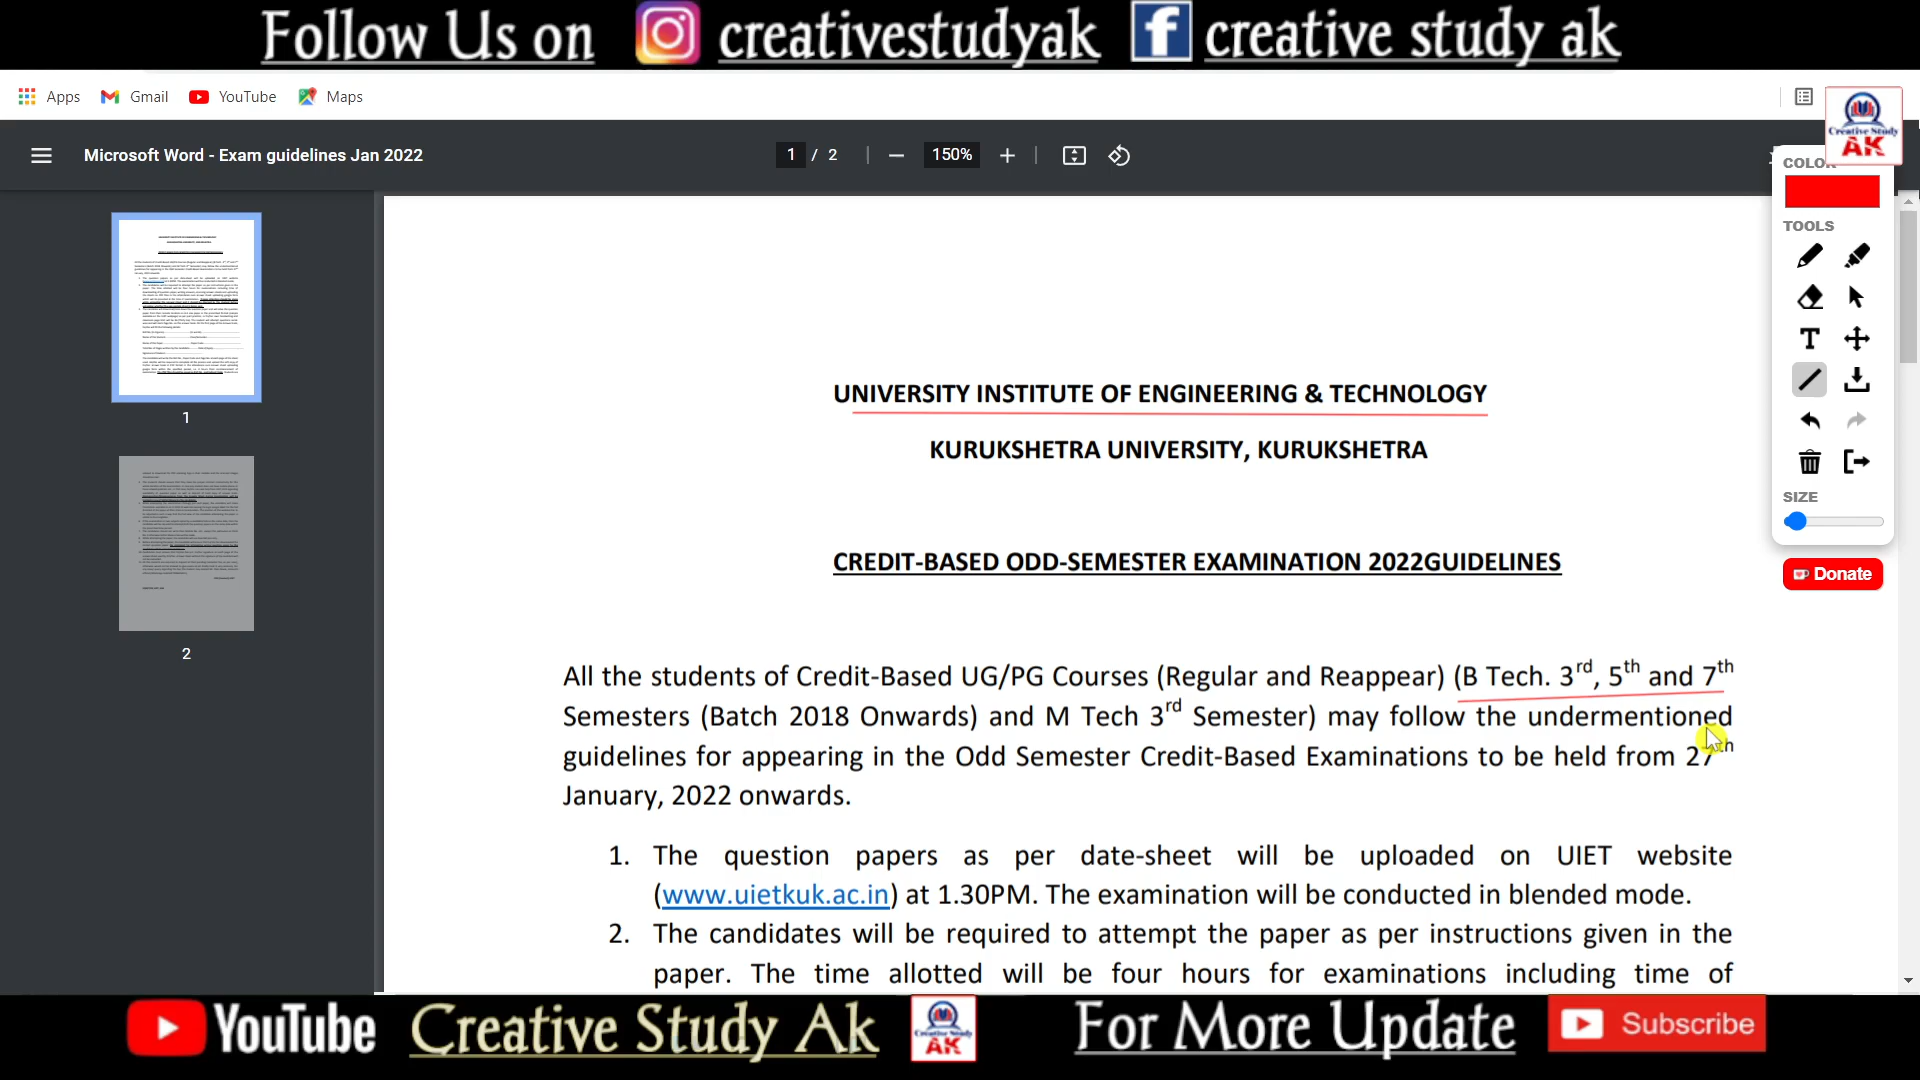 Follow Us on creativestudyak creative study ak
Apps Gmail YouTube Maps
Creative Study
AK
Microsoft Word - Exam guidelines Jan 2022
1 / 2
150%
COLOR
TOOLS
SIZE
Donate
1
2
UNIVERSITY INSTITUTE OF ENGINEERING & TECHNOLOGY
KURUKSHETRA UNIVERSITY, KURUKSHETRA
CREDIT-BASED ODD-SEMESTER EXAMINATION 2022GUIDELINES
All the students of Credit-Based UG/PG Courses (Regular and Reappear) (B Tech. 3rd, 5th and 7th
Semesters (Batch 2018 Onwards) and M Tech 3rd Semester) may follow the undermentioned
guidelines for appearing in the Odd Semester Credit-Based Examinations to be held from 27th
January, 2022 onwards.
1. The question papers as per date-sheet will be uploaded on UIET website
(www.uietkuk.ac.in) at 1.30PM. The examination will be conducted in blended mode.
2. The candidates will be required to attempt the paper as per instructions given in the
paper. The time allotted will be four hours for examinations including time of
YouTube Creative Study Ak Creative Study AK For More Update Subscribe